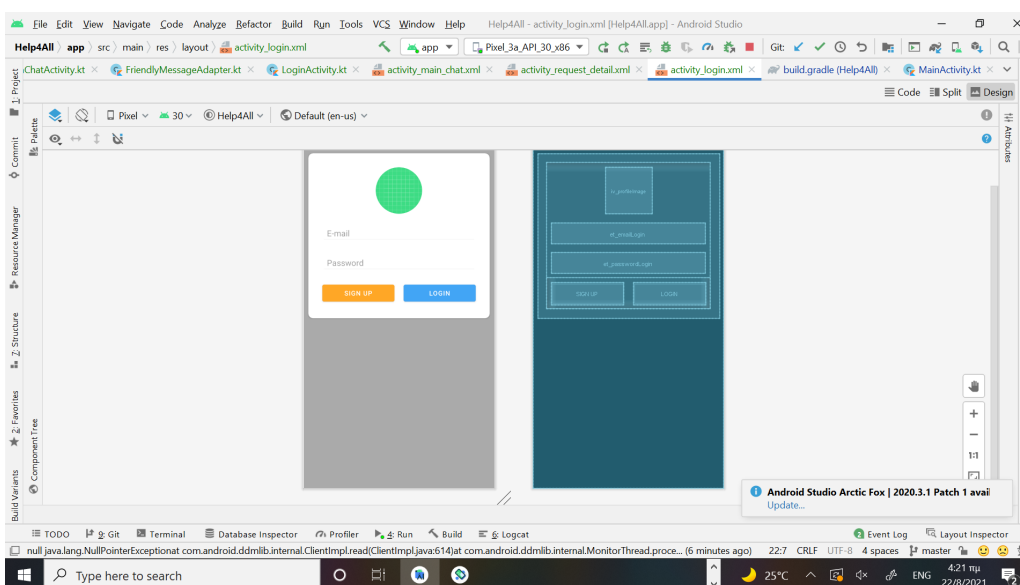 File Edit View Navigate Code Analyze Refactor Build Run Tools VCS Window Help Help4All - activity_login.xml [Help4All.app] - Android Studio
Help4All app src main res layout activity_login.xml app Pixel_3a_API_30_x86 Git:
ChatActivity.kt FriendlyMessageAdapter.kt LoginActivity.kt activity_main_chat.xml activity_request_detail.xml activity_login.xml build.gradle (Help4All) MainActivity.kt
Code Split Design
Pixel 30 Help4All Default (en-us)
1: Project
Commit
Resource Manager
7: Structure
2: Favorites
Build Variants
Palette
Component Tree
Attributes
E-mail
Password
SIGN UP LOGIN
iv_profileImage
et_emailLogin
et_passwordLogin
SIGN UP LOGIN
1:1
Android Studio Arctic Fox | 2020.3.1 Patch 1 avail
Update...
TODO 9: Git Terminal Database Inspector Profiler 4: Run Build 6: Logcat Event Log Layout Inspector
null java.lang.NullPointerExceptionat com.android.ddmlib.internal.ClientImpl.read(ClientImpl.java:614)at com.android.ddmlib.internal.MonitorThread.proce... (6 minutes ago) 22:7 CRLF UTF-8 4 spaces master
Type here to search 25°C ENG 4:21 πμ
22/8/2021